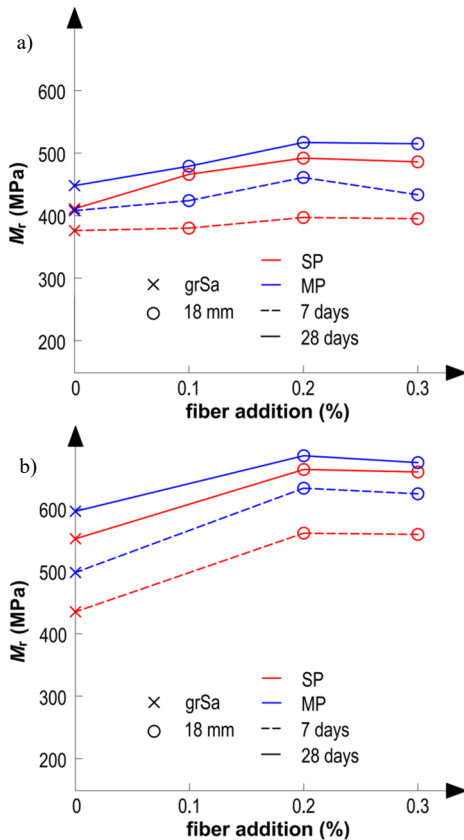 a)
600
500
400
300
200
Mr (MPa)
grSa
18 mm
SP
MP
7 days
28 days
0 0.1 0.2 0.3
fiber addition (%)
b)
600
500
400
300
200
Mr (MPa)
grSa
18 mm
SP
MP
7 days
28 days
0 0.1 0.2 0.3
fiber addition (%)